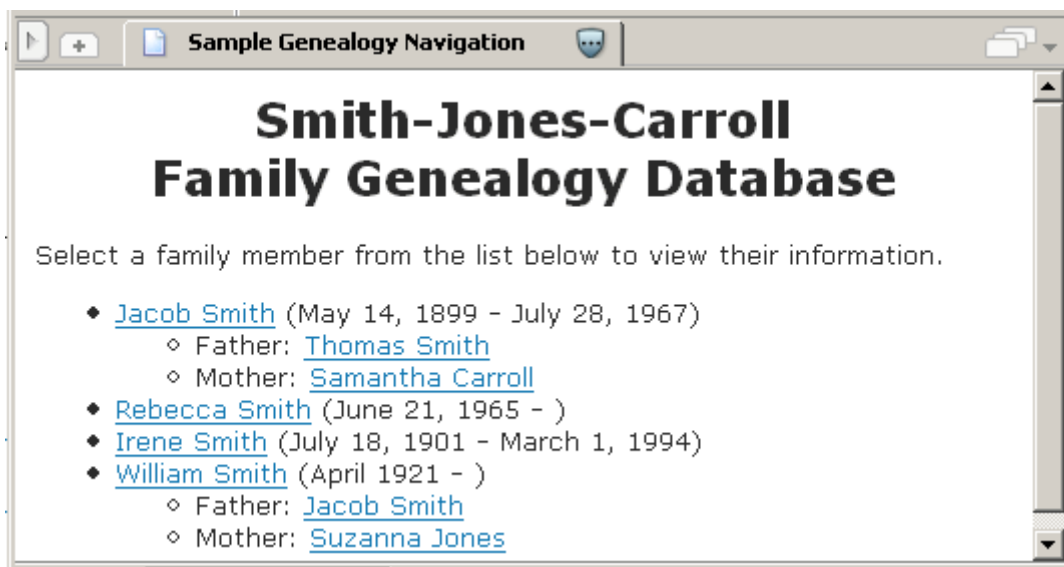 Sample Genealogy Navigation
Smith-Jones-Carroll
Family Genealogy Database
Select a family member from the list below to view their information.
Jacob Smith (May 14, 1899 - July 28, 1967)
Father: Thomas Smith
Mother: Samantha Carroll
Rebecca Smith (June 21, 1965 - )
Irene Smith (July 18, 1901 - March 1, 1994)
William Smith (April 1921 - )
Father: Jacob Smith
Mother: Suzanna Jones